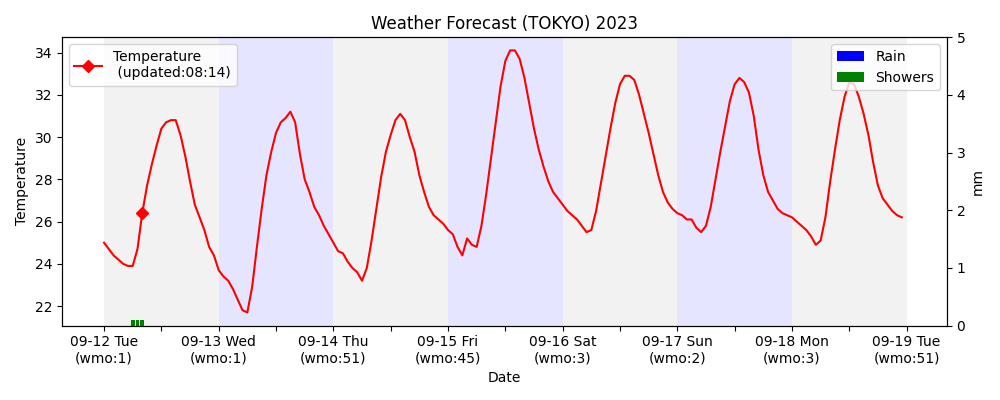 Weather Forecast (TOKYO) 2023
Temperature
(updated:08:14)
Rain
Showers
34
32
30
28
26
24
22
Temperature
5
4
3
2
1
0
mm
09-12 Tue
(wmo:1)
09-13 Wed
(wmo:1)
09-14 Thu
(wmo:51)
09-15 Fri
(wmo:45)
09-16 Sat
(wmo:3)
09-17 Sun
(wmo:2)
09-18 Mon
(wmo:3)
09-19 Tue
(wmo:51)
Date